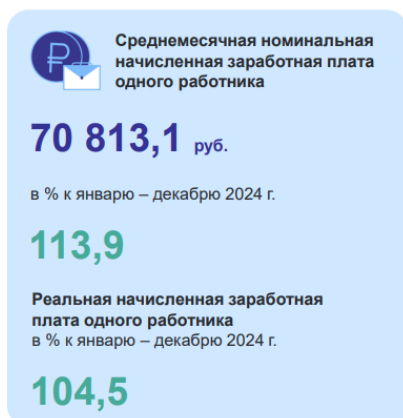 Среднемесячная номинальная
начисленная заработная плата
одного работника
70 813,1 руб.
в % к январю – декабрю 2024 г.
113,9
Реальная начисленная заработная
плата одного работника
в % к январю – декабрю 2024 г.
104,5